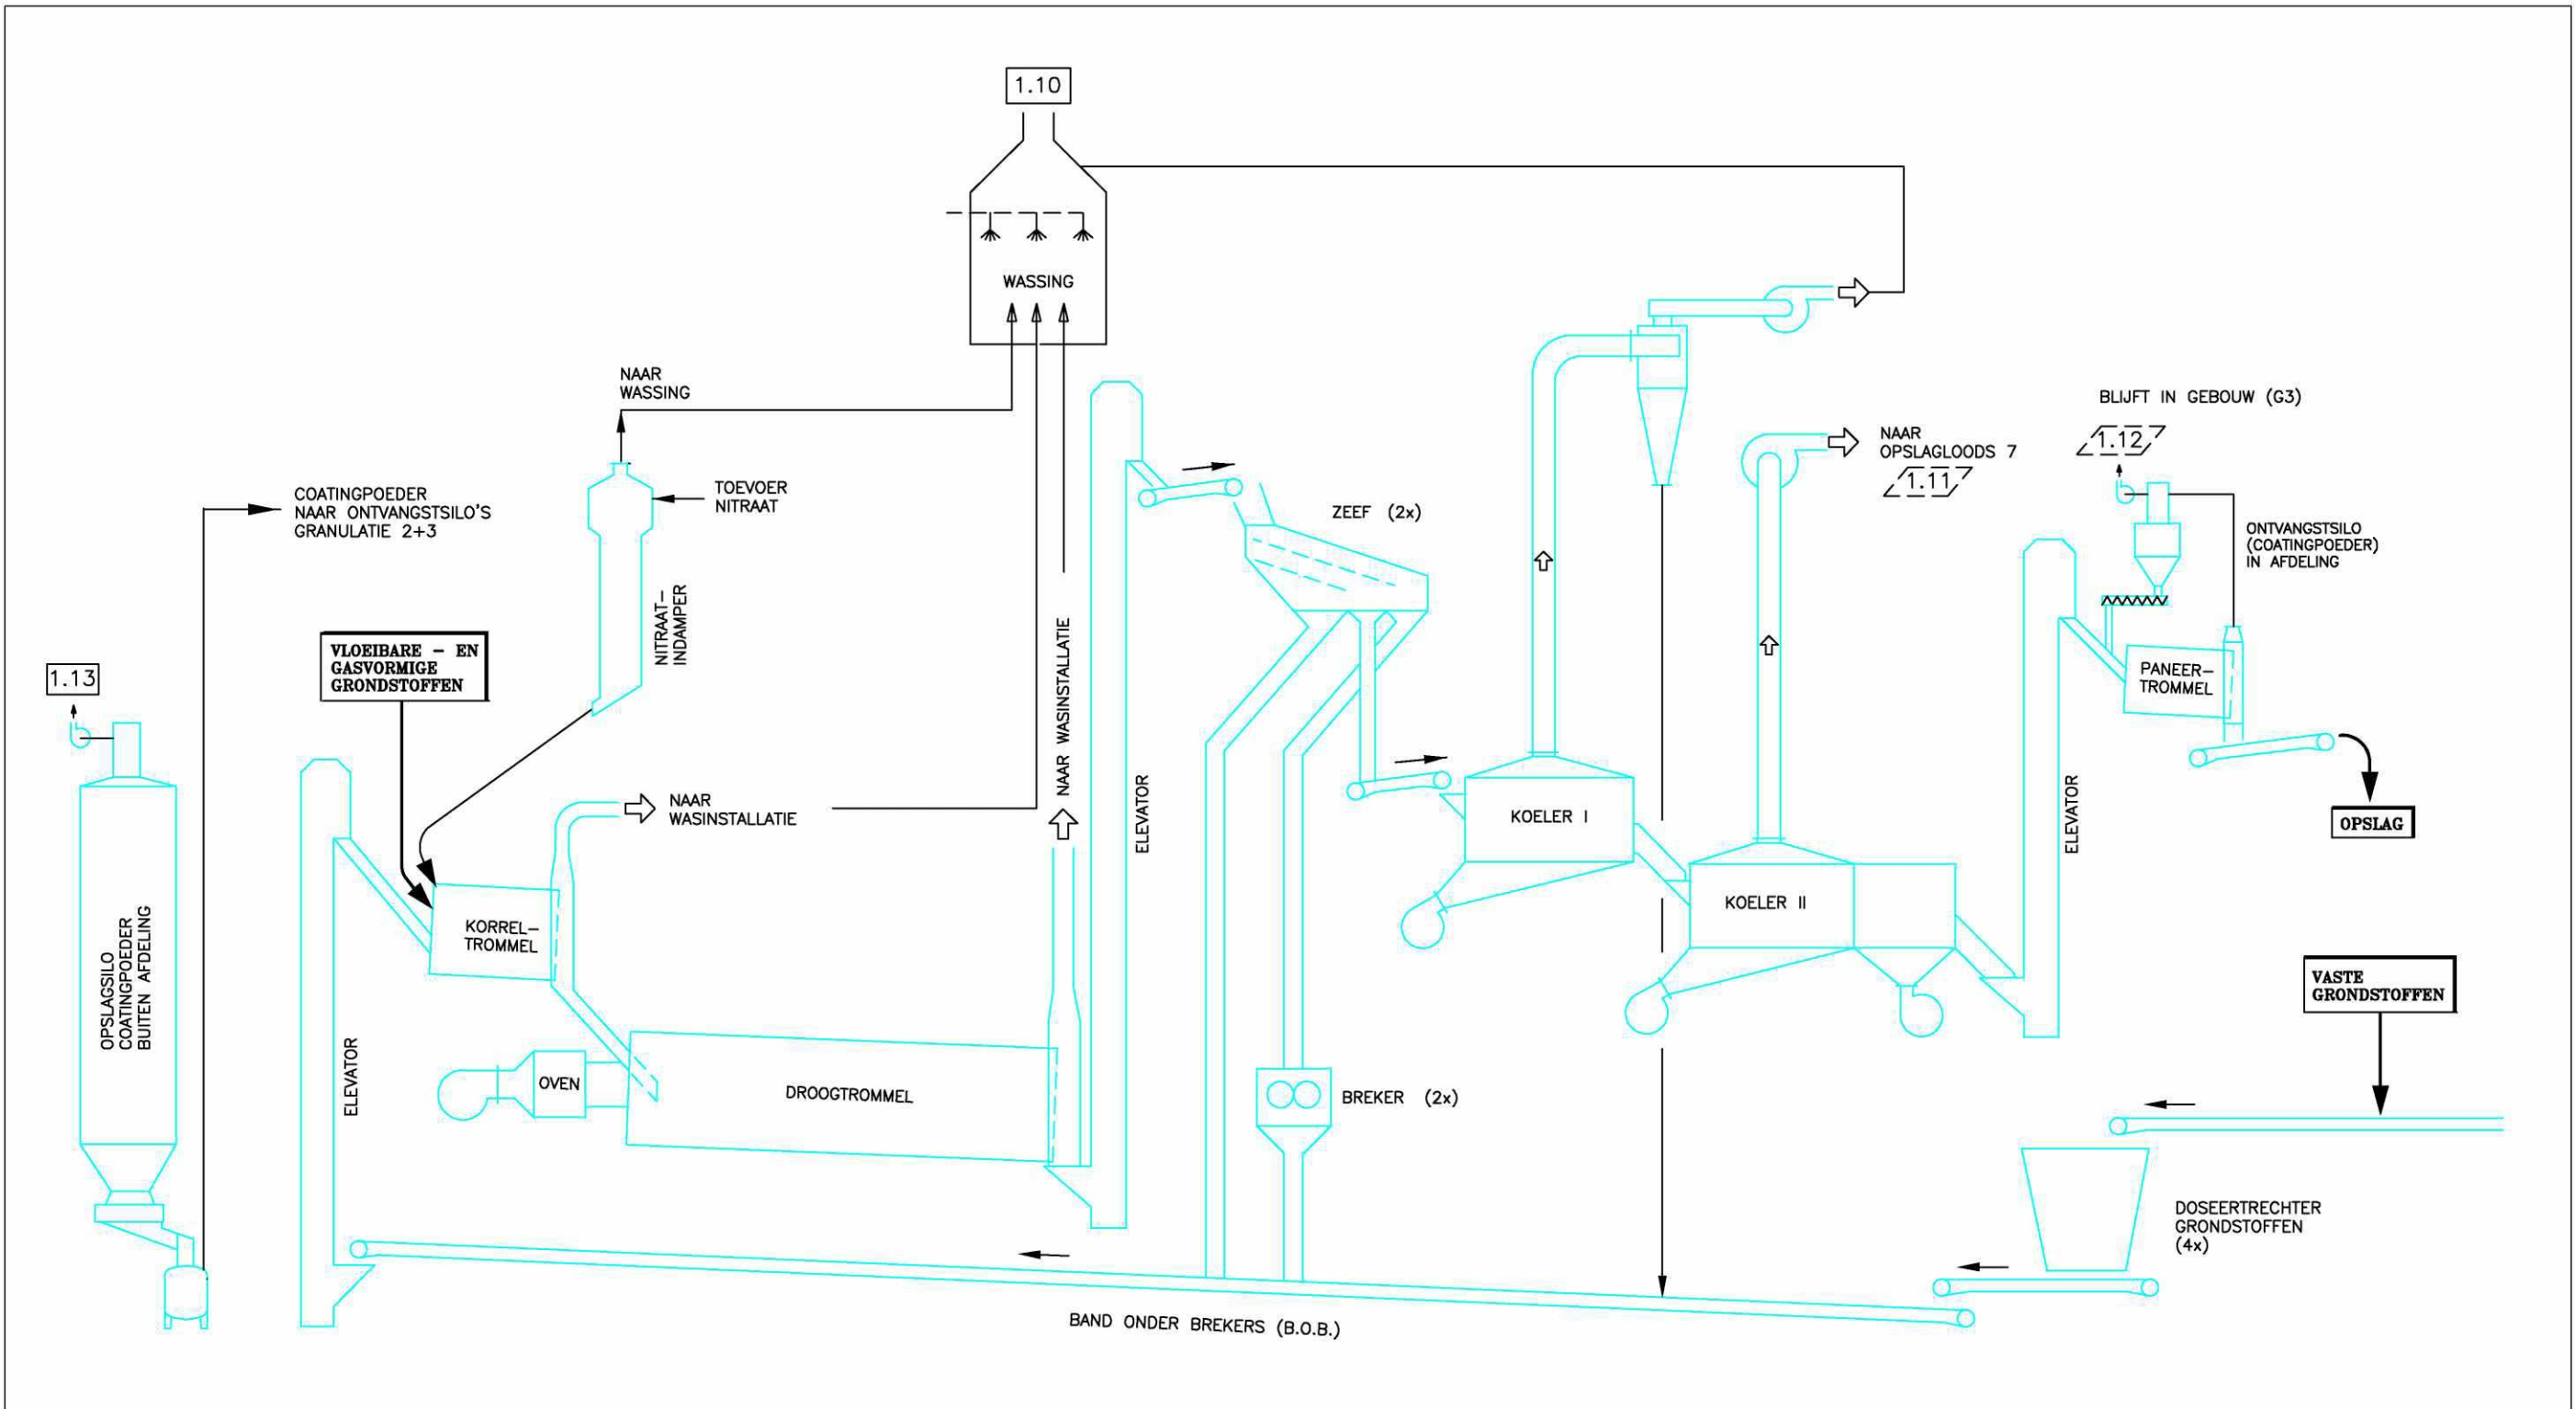 1.10
WASSING
NAAR
WASSING
COATINGPOEDER
NAAR ONTVANGSTSILO'S
GRANULATIE 2+3
TOEVOER
NITRAAT
NITRAAT-
INDAMPER
VLOEIBARE - EN
GASVORMIGE
GRONDSTOFFEN
1.13
OPSLAGSILO
COATINGPOEDER
BUITEN AFDELING
ELEVATOR
KORREL-
TROMMEL
NAAR
WASINSTALLATIE
OVEN
DROOGTROMMEL
NAAR WASINSTALLATIE
ELEVATOR
ZEEF (2x)
BREKER (2x)
BAND ONDER BREKERS (B.O.B.)
KOELER I
KOELER II
NAAR
OPSLAGLOODS 7
1.11
BLIJFT IN GEBOUW (G3)
1.12
ONTVANGSTSILO
(COATINGPOEDER)
IN AFDELING
ELEVATOR
PANEER-
TROMMEL
OPSLAG
VASTE
GRONDSTOFFEN
DOSEERTRECHTER
GRONDSTOFFEN
(4x)